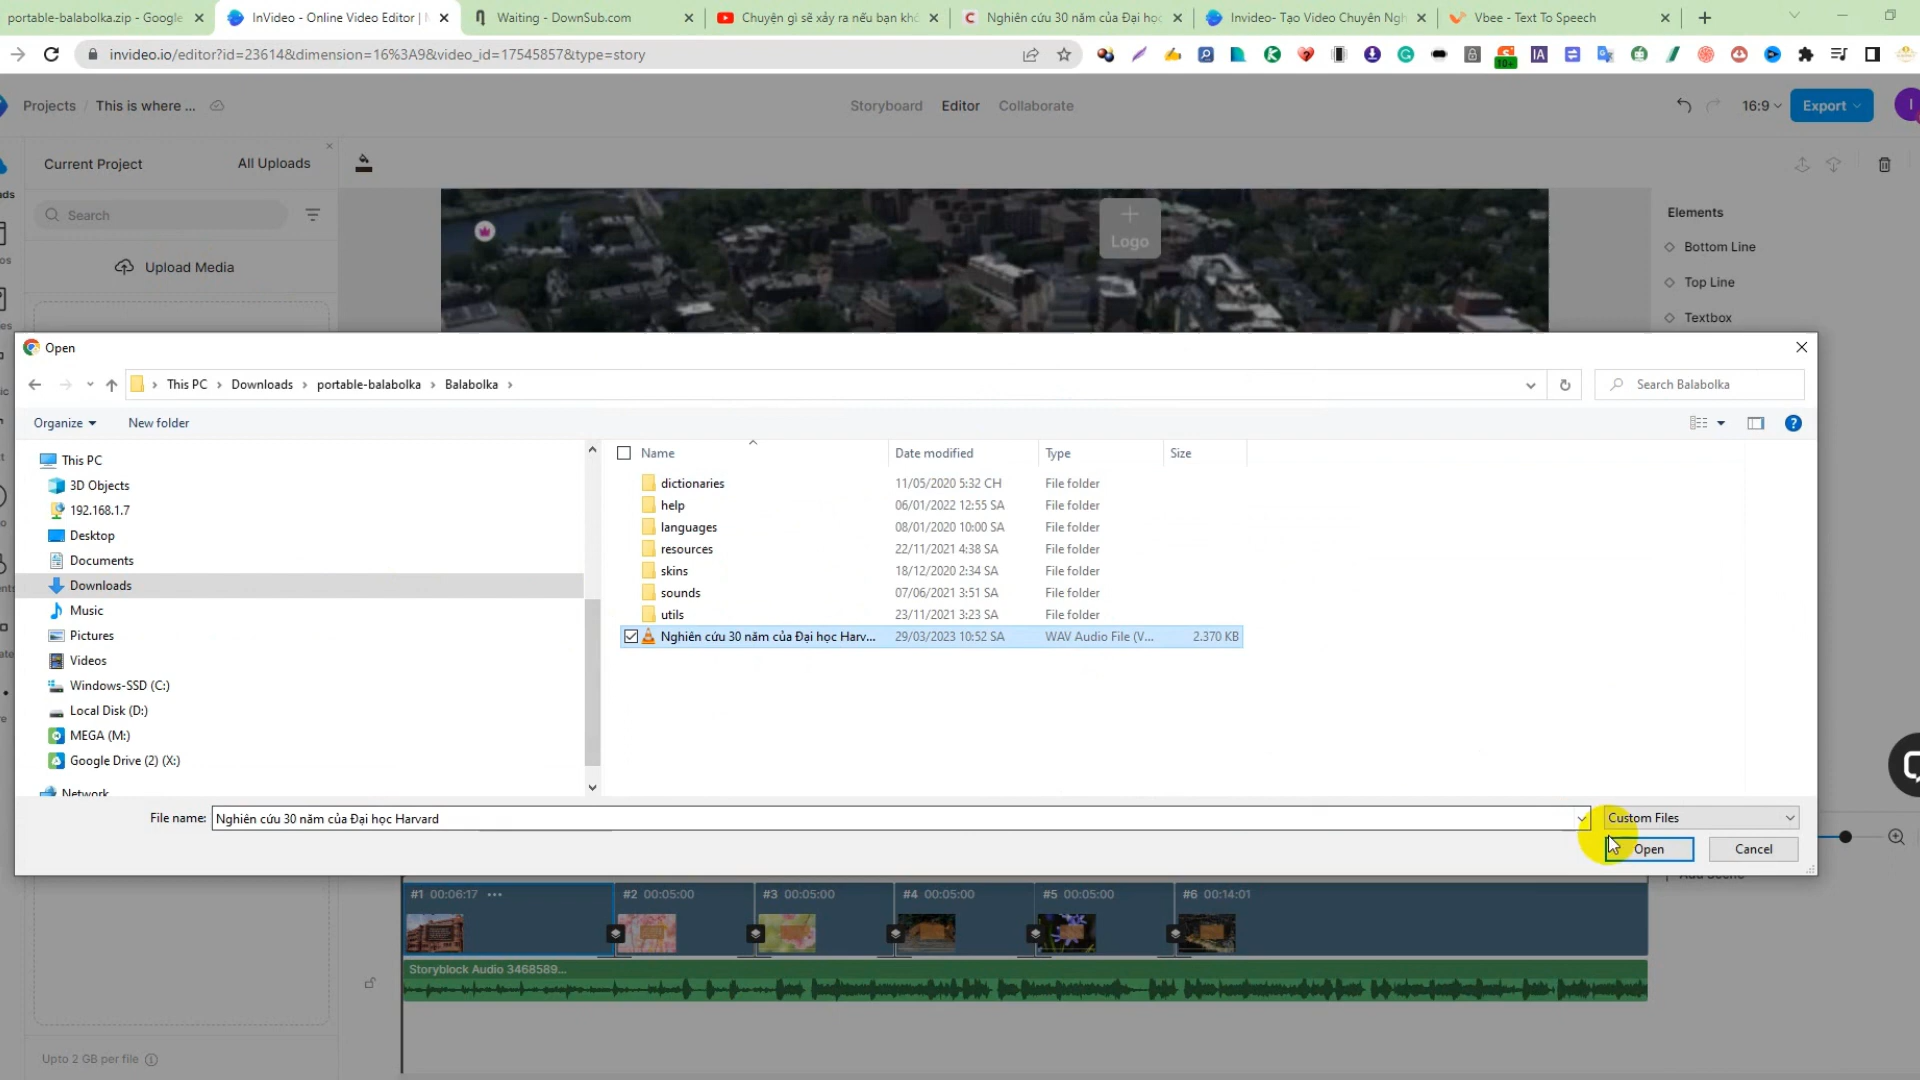 portable-balabolka.zip - Google
InVideo - Online Video Editor |
Waiting - DownSub.com
Chuyện gì sẽ xảy ra nếu bạn kh
Nghiên cứu 30 năm của Đại họ
Invideo- Tạo Video Chuyên Ngh
Vbee - Text To Speech
invideo.io/editor?id=23614&dimension=16%3A9&video_id=17545857&type=story
10+
IA
Projects / This is where ...
Storyboard
Editor
Collaborate
16:9
Export
I
Current Project
All Uploads
Search
Upload Media
Logo
Elements
Bottom Line
Top Line
Textbox
Open
This PC > Downloads > portable-balabolka > Balabolka >
Search Balabolka
Organize
New folder
This PC
3D Objects
192.168.1.7
Desktop
Documents
Downloads
Music
Pictures
Videos
Windows-SSD (C:)
Local Disk (D:)
MEGA (M:)
Google Drive (2) (X:)
Network
Name Date modified Type Size
dictionaries 11/05/2020 5:32 CH File folder
help 06/01/2022 12:55 SA File folder
languages 08/01/2020 10:00 SA File folder
resources 22/11/2021 4:38 SA File folder
skins 18/12/2020 2:34 SA File folder
sounds 07/06/2021 3:51 SA File folder
utils 23/11/2021 3:23 SA File folder
Nghiên cứu 30 năm của Đại học Harv... 29/03/2023 10:52 SA WAV Audio File (V... 2.370 KB
File name: Nghiên cứu 30 năm của Đại học Harvard
Custom Files
Open
Cancel
#1 00:06:17 •••
#2 00:05:00
#3 00:05:00
#4 00:05:00
#5 00:05:00
#6 00:14:01
Storyblock Audio 3468589...
Upto 2 GB per file